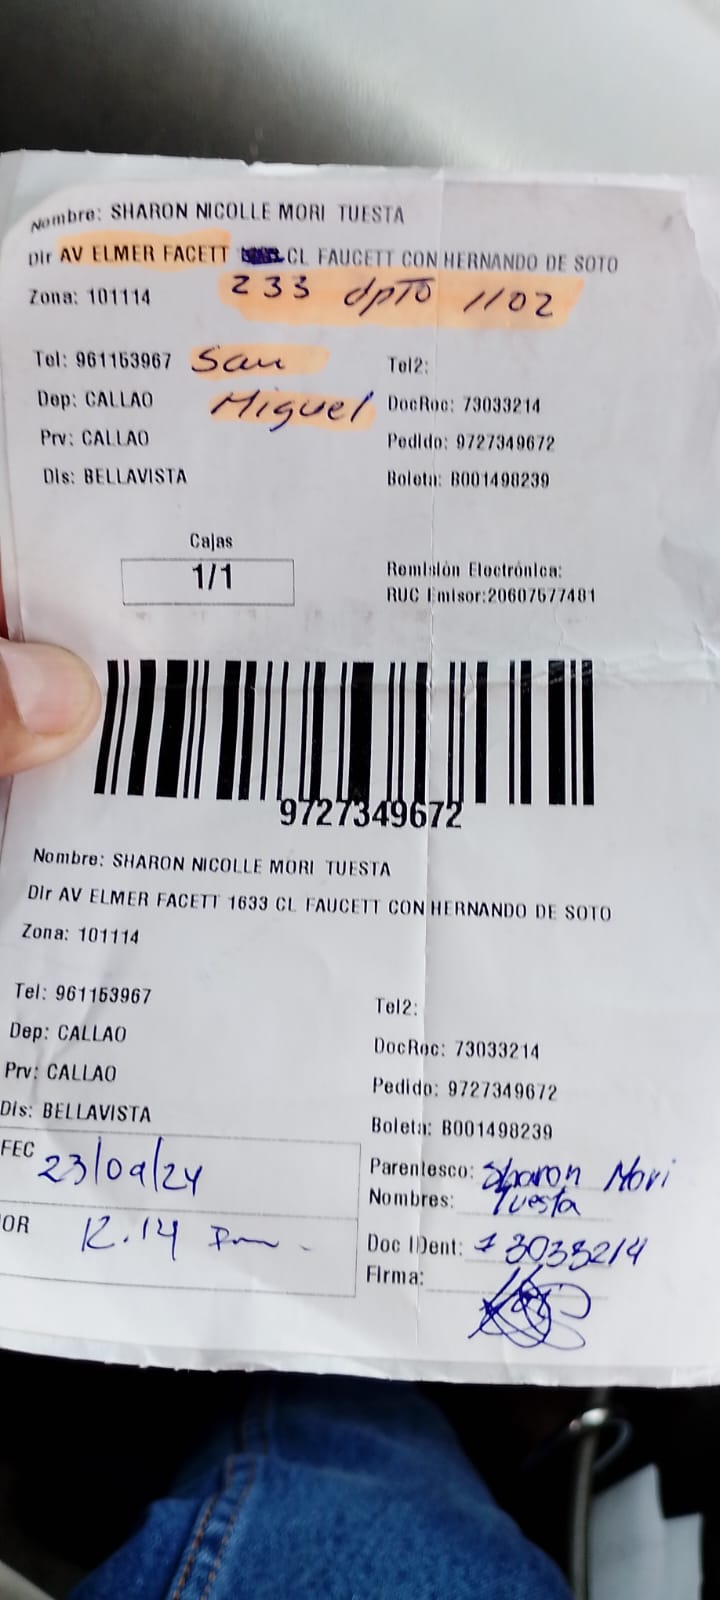 Nombre: SHARON NICOLLE MORI TUESTA
Dir AV ELMER FACETT CL FAUCETT CON HERNANDO DE SOTO
233 dpTO 1102
Zona: 101114
Tel: 961153967 San
Tel2:
Dep: CALLAO Miguel
DocRec: 73033214
Prv: CALLAO
Pedido: 9727349672
Dis: BELLAVISTA
Boleta: B001498239
Cajas
1/1
Remisión Electrónica:
RUC Emisor:20607577481
9727349672
Nombre: SHARON NICOLLE MORI TUESTA
Dir AV ELMER FACETT 1633 CL FAUCETT CON HERNANDO DE SOTO
Zona: 101114
Tel: 961153967
Tel2:
Dep: CALLAO
DocRec: 73033214
Prv: CALLAO
Pedido: 9727349672
Dis: BELLAVISTA
Boleta: B001498239
FEC 23/09/24
Parentesco: Sharon Mori
Nombres: Tuesta
OR 12.14 Pm
Doc IDent: 73033214
Firma: